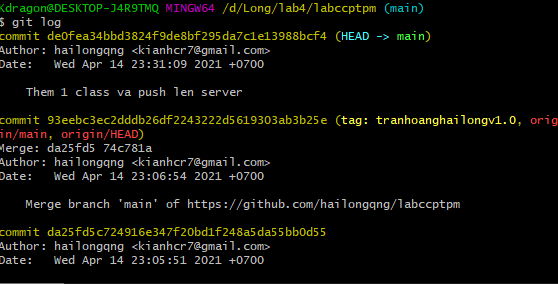 Kdragon@DESKTOP-J4R9TMQ MINGW64 /d/Long/lab4/labccptpm (main)
$ git log
commit de0fea34bbd3824f9de8bf295da7c1e13988bcf4 (HEAD -> main)
Author: hailongqng <kianhcr7@gmail.com>
Date:   Wed Apr 14 23:31:09 2021 +0700

    Them 1 class va push len server

commit 93eebc3ec2dddb26df2243222d5619303ab3b25e (tag: tranhoanghailongv1.0, orig
in/main, origin/HEAD)
Merge: da25fd5 74c781a
Author: hailongqng <kianhcr7@gmail.com>
Date:   Wed Apr 14 23:06:54 2021 +0700

    Merge branch 'main' of https://github.com/hailongqng/labccptpm

commit da25fd5c724916e347f20bd1f248a5da55bb0d55
Author: hailongqng <kianhcr7@gmail.com>
Date:   Wed Apr 14 23:05:51 2021 +0700